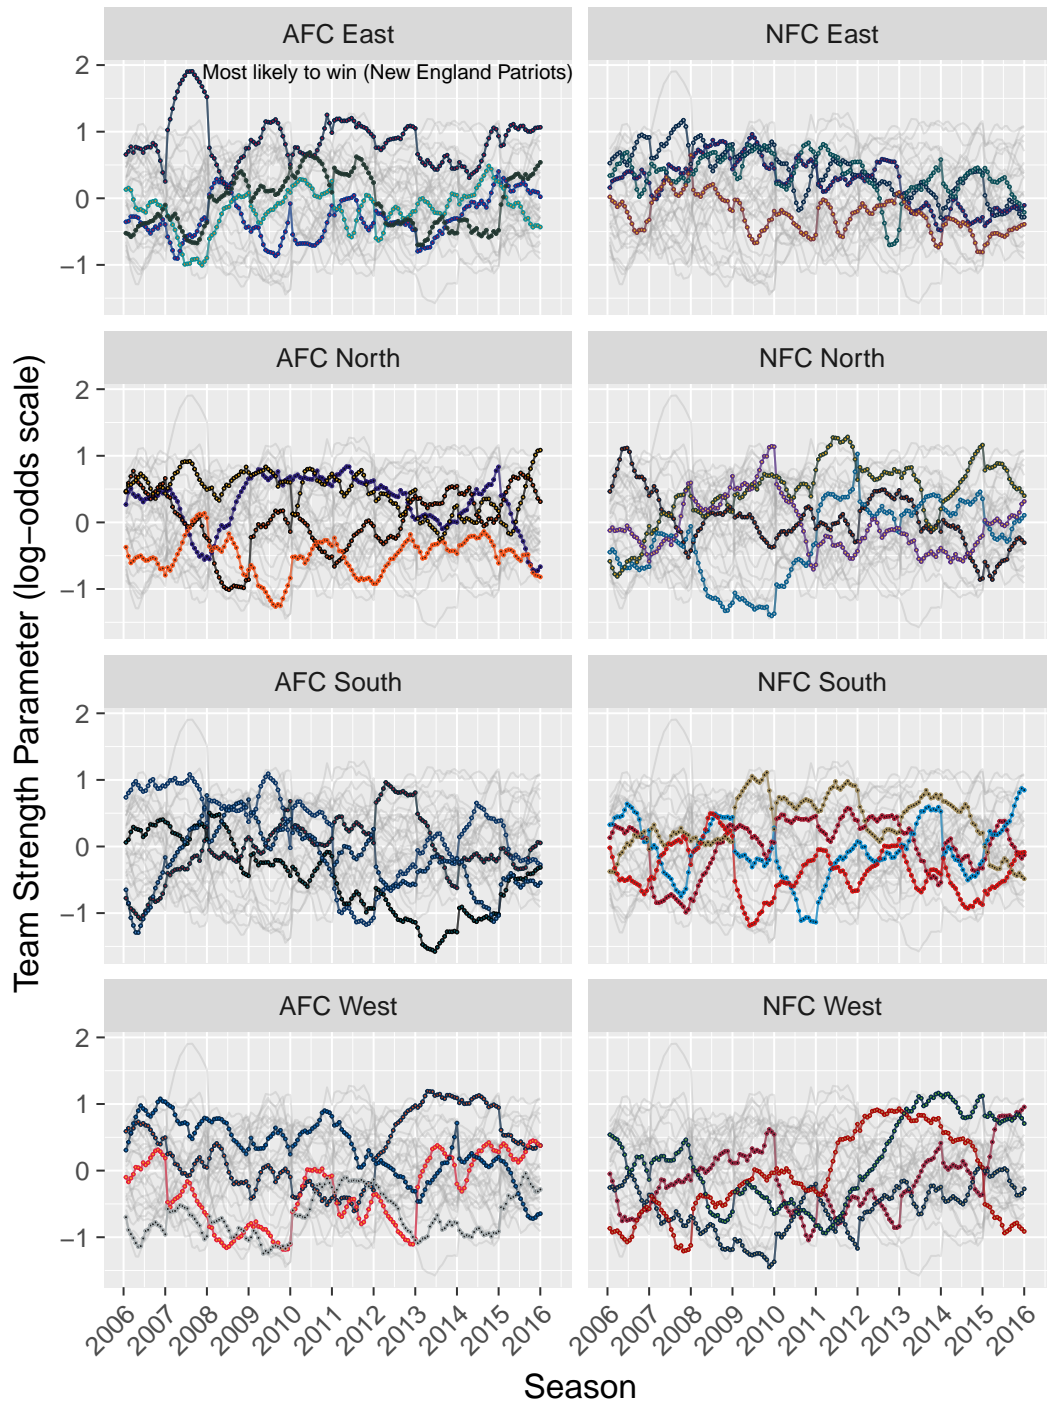 AFC East
NFC East
2
1
0
−1
Most likely to win (New England Patriots)
AFC North
NFC North
2
1
0
−1
Team Strength Parameter (log−odds scale)
AFC South
NFC South
2
1
0
−1
AFC West
NFC West
2
1
0
−1
2006 2007 2008 2009 2010 2011 2012 2013 2014 2015 2016
2006 2007 2008 2009 2010 2011 2012 2013 2014 2015 2016
Season